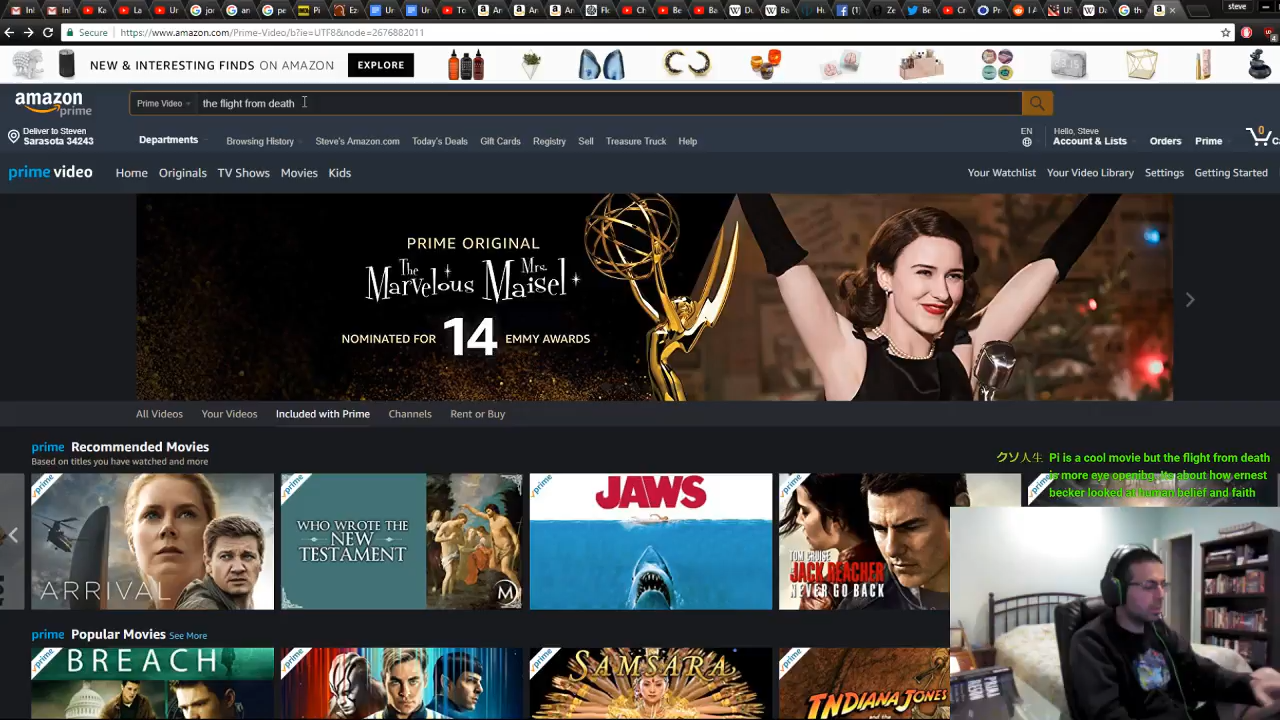 steve
Secure
https://www.amazon.com/Prime-Video/b?ie=UTF8&node=2676882011
NEW & INTERESTING FINDS ON AMAZON
EXPLORE
amazon
prime
Prime Video
the flight from death
Deliver to Steven
Sarasota 34243
Departments
Browsing History
Steve's Amazon.com
Today's Deals
Gift Cards
Registry
Sell
Treasure Truck
Help
EN
Hello, Steve
Account & Lists
Orders
Prime
0
prime video
Home
Originals
TV Shows
Movies
Kids
Your Watchlist
Your Video Library
Settings
Getting Started
PRIME ORIGINAL
The Marvelous Mrs. Maisel
NOMINATED FOR 14 EMMY AWARDS
All Videos
Your Videos
Included with Prime
Channels
Rent or Buy
prime Recommended Movies
Based on titles you have watched and more
クソ人生 Pi is a cool movie but the flight from death
is more eye opening. Its about how ernest
becker looked at human belief and faith
prime
ARRIVAL
prime
WHO WROTE THE
NEW
TESTAMENT
M
prime
JAWS
prime
TOM CRUISE
JACK REACHER
NEVER GO BACK
prime Popular Movies See More
prime
BREACH
prime
prime
SAMSARA
prime
INDIANA JONES